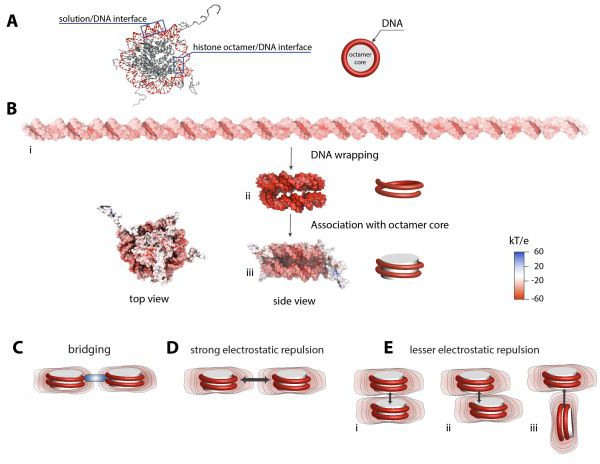 A
solution/DNA interface
histone octamer/DNA interface
DNA
octamer
core
B
i
DNA wrapping
ii
Association with octamer core
iii
top view
side view
kT/e
60
20
-20
-60
C
bridging
D
strong electrostatic repulsion
E
lesser electrostatic repulsion
i
ii
iii